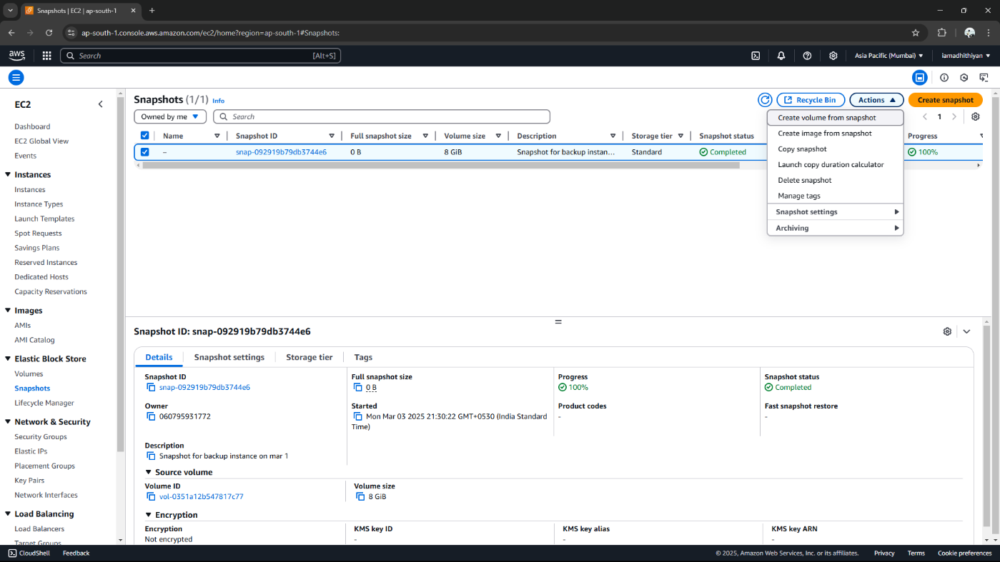 Snapshots | EC2 | ap-south-1
ap-south-1.console.aws.amazon.com/ec2/home?region=ap-south-1#Snapshots:
aws
Search
[Alt+S]
Asia Pacific (Mumbai)
iamadhithiyan
EC2
Dashboard
EC2 Global View
Events
Instances
Instances
Instance Types
Launch Templates
Spot Requests
Savings Plans
Reserved Instances
Dedicated Hosts
Capacity Reservations
Images
AMIs
AMI Catalog
Elastic Block Store
Volumes
Snapshots
Lifecycle Manager
Network & Security
Security Groups
Elastic IPs
Placement Groups
Key Pairs
Network Interfaces
Load Balancing
Load Balancers
Target Groups
Snapshots (1/1) Info
Recycle Bin
Actions
Create snapshot
Owned by me
Search
1
Name Snapshot ID Full snapshot size Volume size Description Storage tier Snapshot status Progress
– snap-092919b79db3744e6 0 B 8 GiB Snapshot for backup instan... Standard Completed 100%
Create volume from snapshot
Create image from snapshot
Copy snapshot
Launch copy duration calculator
Delete snapshot
Manage tags
Snapshot settings
Archiving
Snapshot ID: snap-092919b79db3744e6
Details Snapshot settings Storage tier Tags
Snapshot ID
snap-092919b79db3744e6
Full snapshot size
0 B
Progress
100%
Snapshot status
Completed
Owner
060795931772
Started
Mon Mar 03 2025 21:30:22 GMT+0530 (India Standard
Time)
Product codes
-
Fast snapshot restore
-
Description
Snapshot for backup instance on mar 1
Source volume
Volume ID
vol-0351a12b547817c77
Volume size
8 GiB
Encryption
Encryption
Not encrypted
KMS key ID
-
KMS key alias
-
KMS key ARN
-
CloudShell
Feedback
© 2025, Amazon Web Services, Inc. or its affiliates.
Privacy
Terms
Cookie preferences